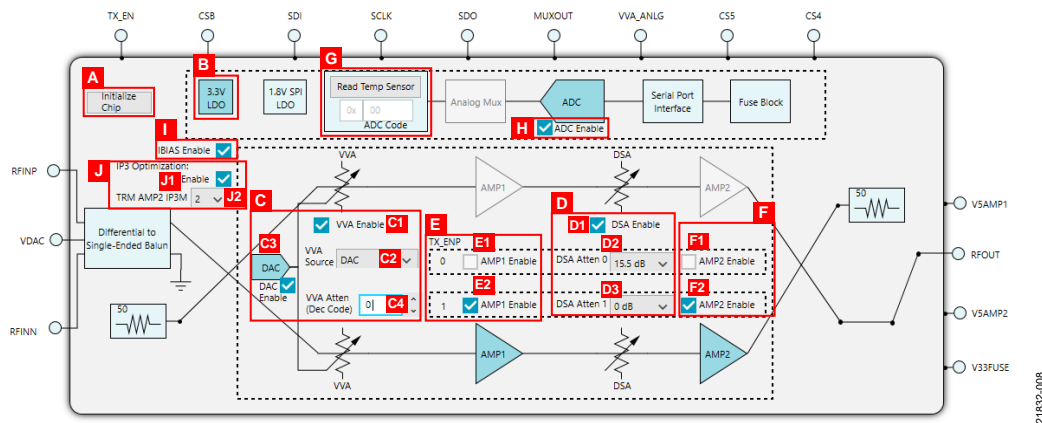 TX_EN CSB SDI SCLK SDO MUXOUT VVA_ANLG CS5 CS4
A
Initialize
Chip
B
3.3V
LDO
1.8V SPI
LDO
G
Read Temp Sensor
0x 00
ADC Code
Analog Mux
ADC
H ADC Enable
Serial Port
Interface
Fuse Block
I
IBIAS Enable
J
IP3 Optimization:
J1 Enable
TRM AMP2 IP3M 2 J2
RFINP
VDAC
RFINN
Differential to
Single-Ended Balun
50
VVA
AMP1
DSA
AMP2
50
C
VVA Enable C1
C3
DAC
DAC
Enable
VVA
Source DAC C2
VVA Atten
(Dec Code) 0 C4
E
TX_ENP E1
0 AMP1 Enable
E2
1 AMP1 Enable
D
D1 DSA Enable
D2
DSA Atten 0 15.5 dB
D3
DSA Atten 1 0 dB
F
F1
AMP2 Enable
F2
AMP2 Enable
VVA
AMP1
DSA
AMP2
V5AMP1
RFOUT
V5AMP2
V33FUSE
21832-008